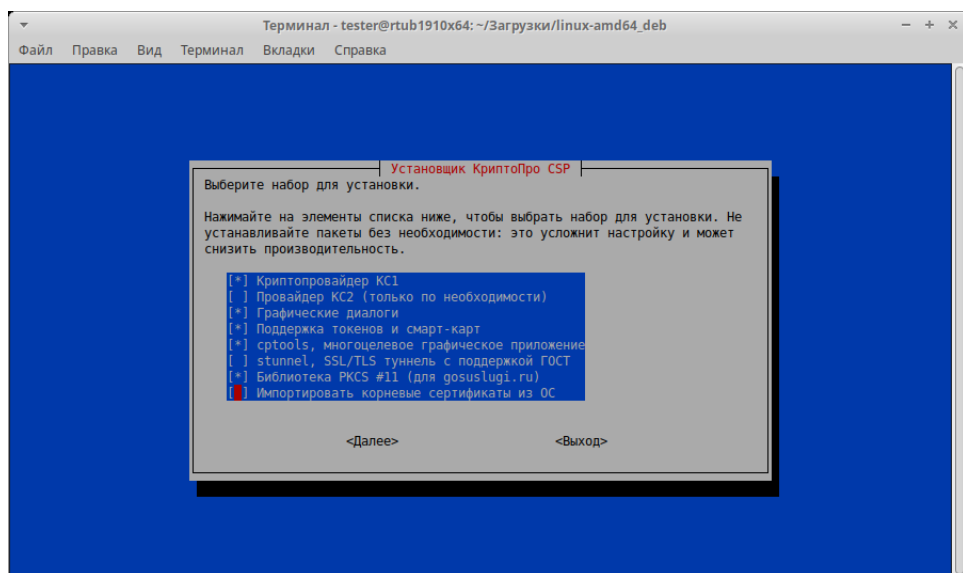 Терминал - tester@rtub1910x64: ~/Загрузки/linux-amd64_deb
Файл Правка Вид Терминал Вкладки Справка
Установщик КриптоПро CSP
Выберите набор для установки.
Нажимайте на элементы списка ниже, чтобы выбрать набор для установки. Не
устанавливайте пакеты без необходимости: это усложнит настройку и может
снизить производительность.
[*] Криптопровайдер КС1
[ ] Провайдер КС2 (только по необходимости)
[*] Графические диалоги
[*] Поддержка токенов и смарт-карт
[*] cptools, многоцелевое графическое приложение
[ ] stunnel, SSL/TLS туннель с поддержкой ГОСТ
[*] Библиотека PKCS #11 (для gosuslugi.ru)
[ ] Импортировать корневые сертификаты из ОС
<Далее> <Выход>